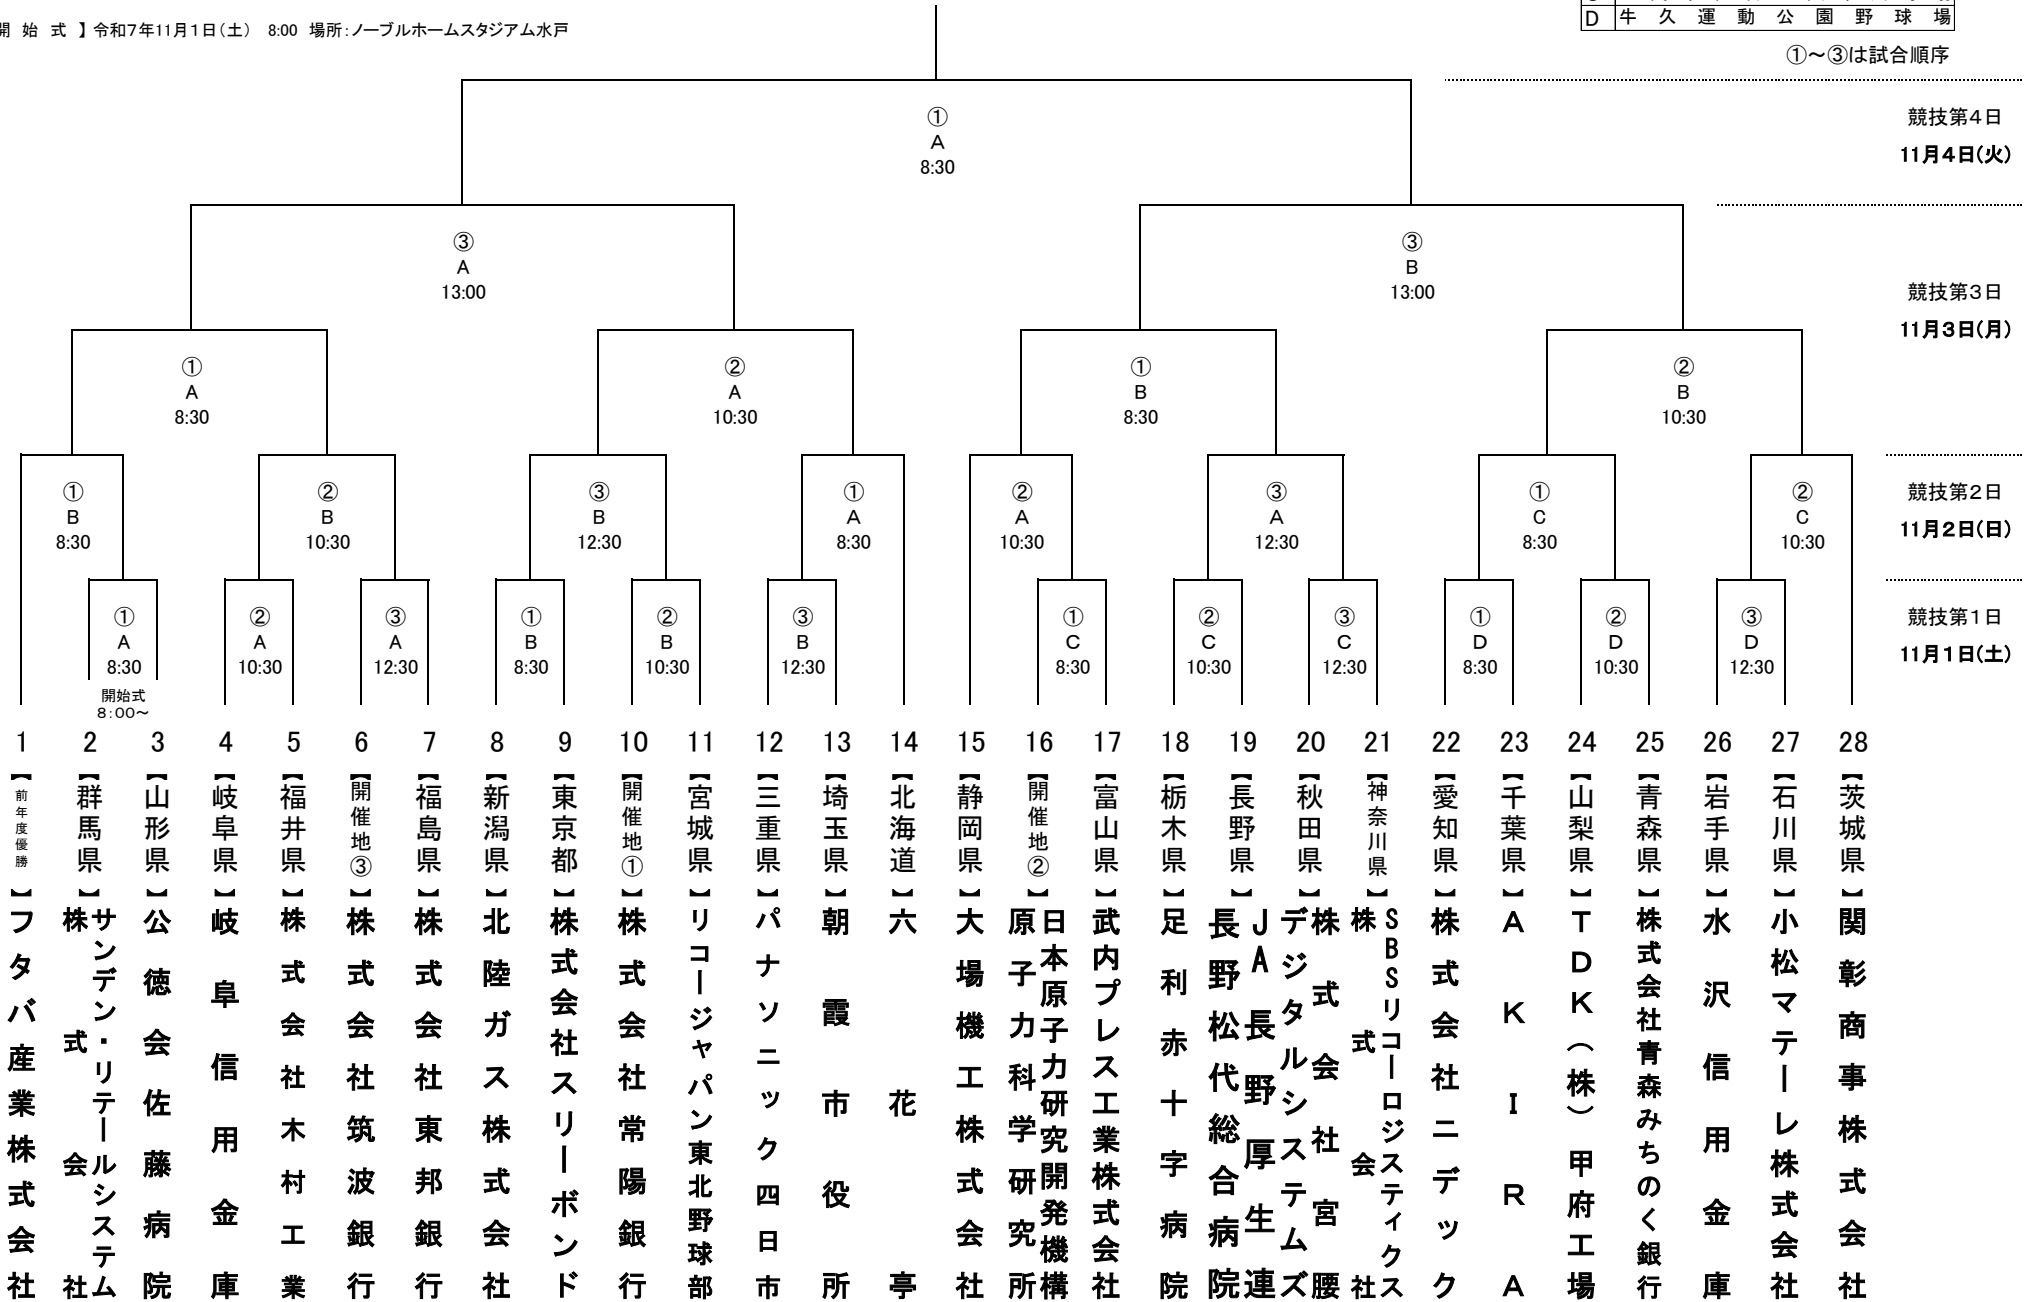 開 始 式 】 令和7年11月1日（土） 8:00 場所：ノーブルホームスタジアム水戸
D 牛久運動公園野球場
①～③は試合順序
① A 8:30
競技第4日
11月4日(火)
③ A 13:00
③ B 13:00
競技第3日
11月3日(月)
① A 8:30
② A 10:30
① B 8:30
② B 10:30
① B 8:30
② B 10:30
③ B 12:30
① A 8:30
② A 10:30
③ A 12:30
① C 8:30
② C 10:30
競技第2日
11月2日(日)
① A 8:30
② A 10:30
③ A 12:30
① B 8:30
② B 10:30
③ B 12:30
① C 8:30
② C 10:30
③ C 12:30
① D 8:30
② D 10:30
③ D 12:30
競技第1日
11月1日(土)
開始式
8:00～
1 【前年度優勝】 フタバ産業株式会社
2 【群馬県】 サンデン・リテールシステム株式会社
3 【山形県】 公徳会佐藤病院
4 【岐阜県】 岐阜信用金庫
5 【福井県】 株式会社木村工業
6 【開催地③】 株式会社筑波銀行
7 【福島県】 株式会社東邦銀行
8 【新潟県】 北陸ガス株式会社
9 【東京都】 株式会社スリーボンド
10 【開催地①】 株式会社常陽銀行
11 【宮城県】 リコージャパン東北野球部
12 【三重県】 パナソニック四日市
13 【埼玉県】 朝霞市役所
14 【北海道】 六花亭
15 【静岡県】 大場機工株式会社
16 【開催地②】 日本原子力研究開発機構原子力科学研究所
17 【富山県】 武内プレス工業株式会社
18 【栃木県】 足利赤十字病院
19 【長野県】 JA長野厚生連長野松代総合病院
20 【秋田県】 株式会社宮腰デジタルシステムズ
21 【神奈川県】 SBSリコーロジスティクス株式会社
22 【愛知県】 株式会社ニデック
23 【千葉県】 AKIRA
24 【山梨県】 TDK（株）甲府工場
25 【青森県】 株式会社青森みちのく銀行
26 【岩手県】 水沢信用金庫
27 【石川県】 小松マテーレ株式会社
28 【茨城県】 関彰商事株式会社